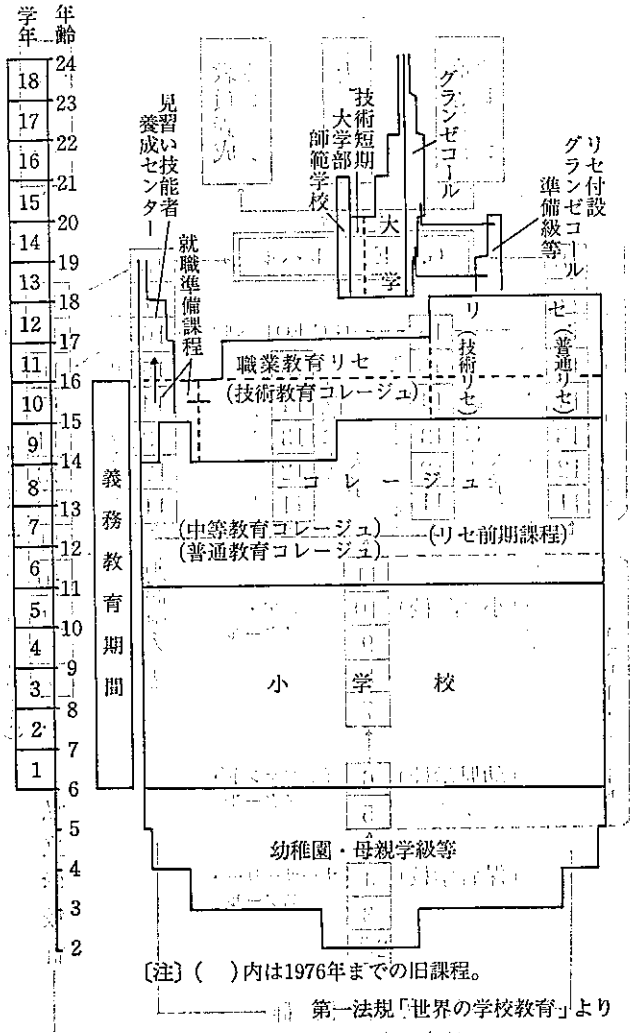 学年
年齢
24
18
23
17
22
16
21
15
20
14
19
13
18
12
17
11
16
10
15
9
14
8
13
7
12
6
11
5
10
4
9
3
8
2
7
1
6
5
4
3
2
義務教育期間
見習い技能者
養成センター
就職準備課程
師範学校
大学部
技術短期
大学
グランゼコール
リセ付設
グランゼコール
準備級等
職業教育リセ
(技術教育コレージュ)
リセ
(技術リセ)
(普通リセ)
コレージュ
(中等教育コレージュ)
(普通教育コレージュ)
(リセ前期課程)
小学校
幼稚園・母親学級等
〔注〕( )内は1976年までの旧課程。
第一法規「世界の学校教育」より